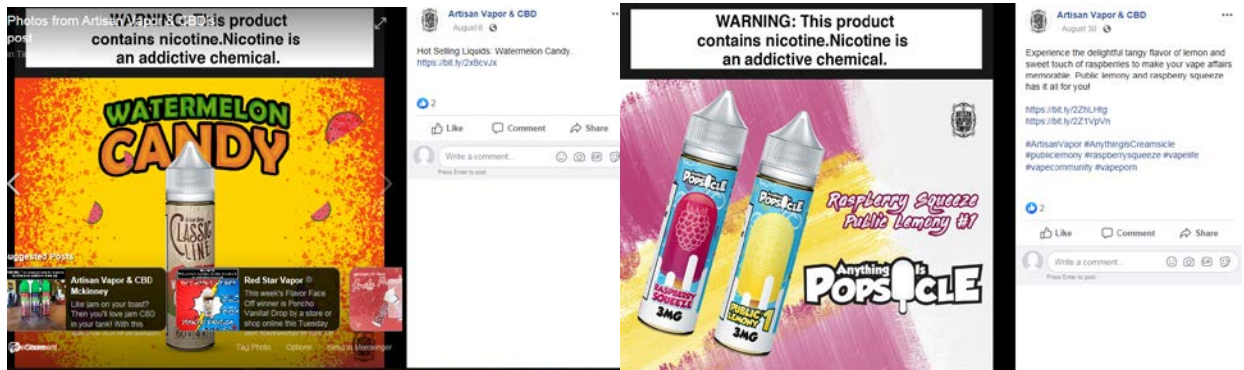 Photos from Artisan Vapor & CBD's
post
WARNING: This product
contains nicotine.Nicotine is
an addictive chemical.
WATERMELON
CANDY
CLASSIC
LINE
Suggested Posts
Artisan Vapor & CBD
Mckinney
Like jam on your toast?
Then you'll love jam CBD
in your tank! With this
Red Star Vapor
This week's Flavor Face
Off winner is Poncho
Vanilla! Drop by a store or
shop online this Tuesday
Tag Photo Options Send in Messenger
Artisan Vapor & CBD
August 6
Hot Selling Liquids: Watermelon Candy.
https://bit.ly/2xBcvJx
2
Like Comment Share
Write a comment...
Press Enter to post.
WARNING: This product
contains nicotine.Nicotine is
an addictive chemical.
Anything is
POPSICLE
RASPBERRY
SQUEEZE
3MG
POPSICLE
PUBLIC
LEMONY #1
3MG
Raspberry Squeeze
Public Lemony #1
Anything Is
POPSICLE
Artisan Vapor & CBD
August 30
Experience the delightful tangy flavor of lemon and
sweet touch of raspberries to make your vape affairs
memorable. Public lemony and raspberry squeeze
has it all for you!
https://bit.ly/2ZhLHtg
https://bit.ly/2Z1VpVn
#ArtisanVapor #AnythingisCreamsicle
#publiclemony #raspberrysqueeze #vapelife
#vapecommunity #vapeporn
2
Like Comment Share
Write a comment...
Press Enter to post.